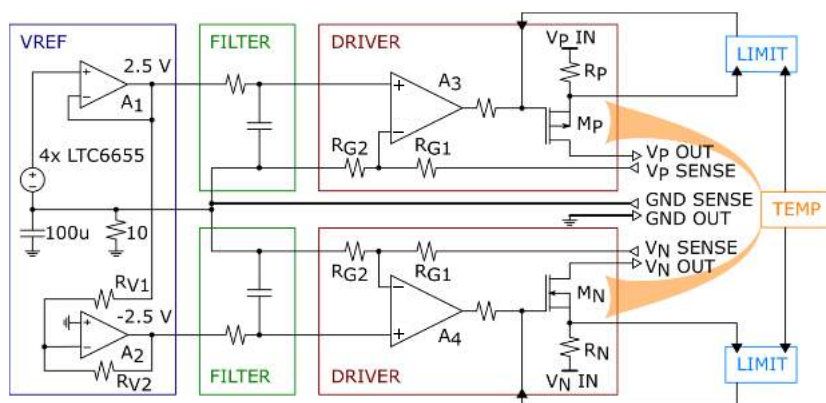 VREF
FILTER
DRIVER
VP IN
RP
LIMIT
2.5 V
A1
A3
MP
4x LTC6655
RG2
RG1
VP OUT
VP SENSE
GND SENSE
GND OUT
TEMP
100u
10
RG2
RG1
VN SENSE
VN OUT
RV1
-2.5 V
A2
A4
MN
RV2
RN
LIMIT
FILTER
DRIVER
VN IN